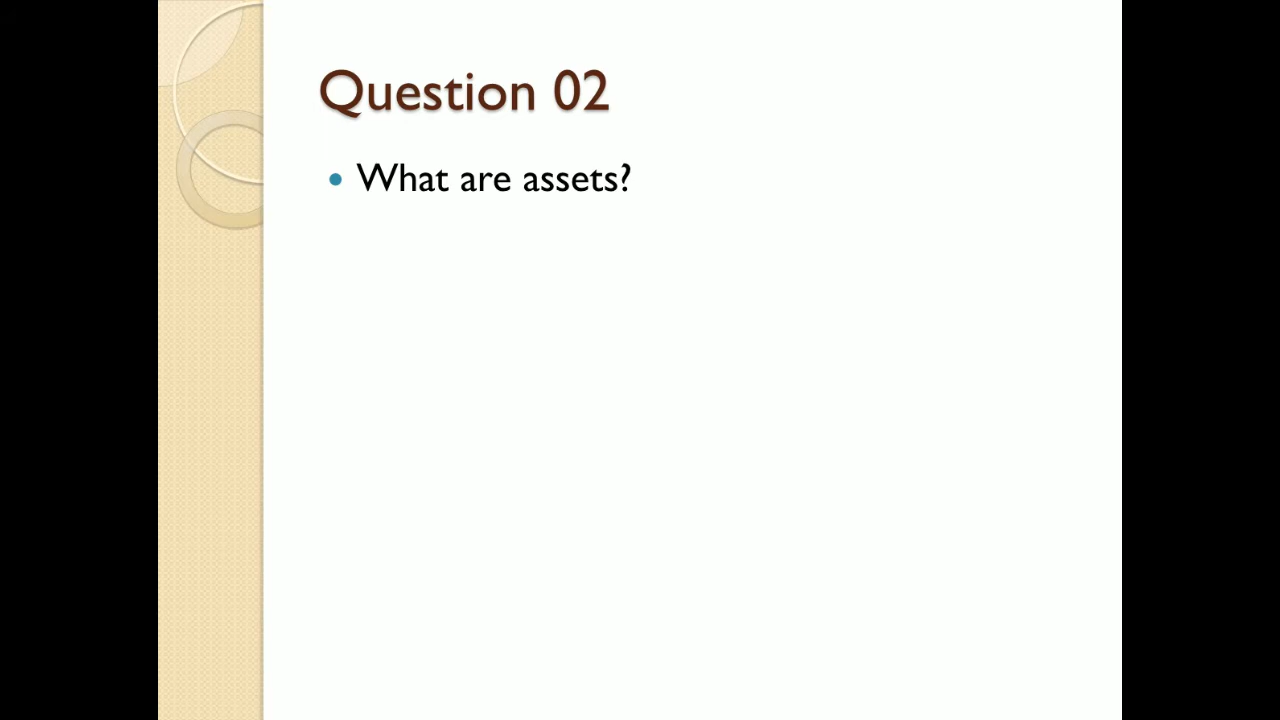 Question 02
• What are assets?